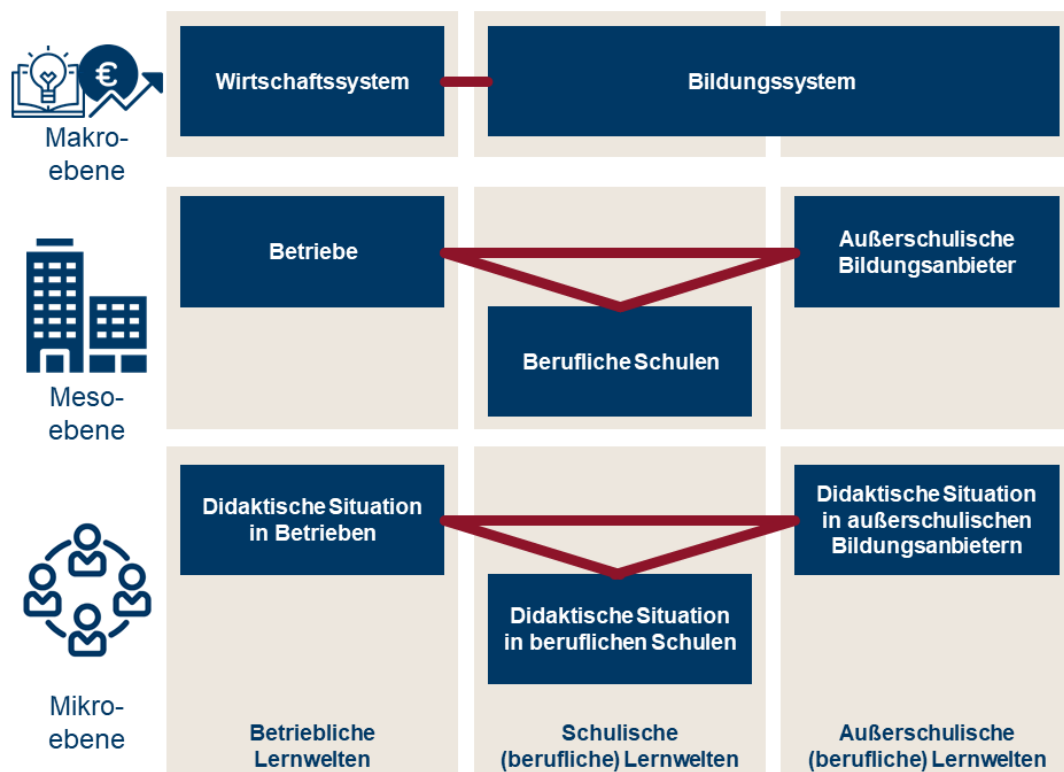 Wirtschaftssystem
Bildungssystem
€
Makro-
ebene
Betriebe
Außerschulische
Bildungsanbieter
Berufliche Schulen
Meso-
ebene
Didaktische Situation
in Betrieben
Didaktische Situation
in außerschulischen
Bildungsanbietern
Didaktische Situation
in beruflichen Schulen
Mikro-
ebene
Betriebliche
Lernwelten
Schulische
(berufliche) Lernwelten
Außerschulische
(berufliche) Lernwelten